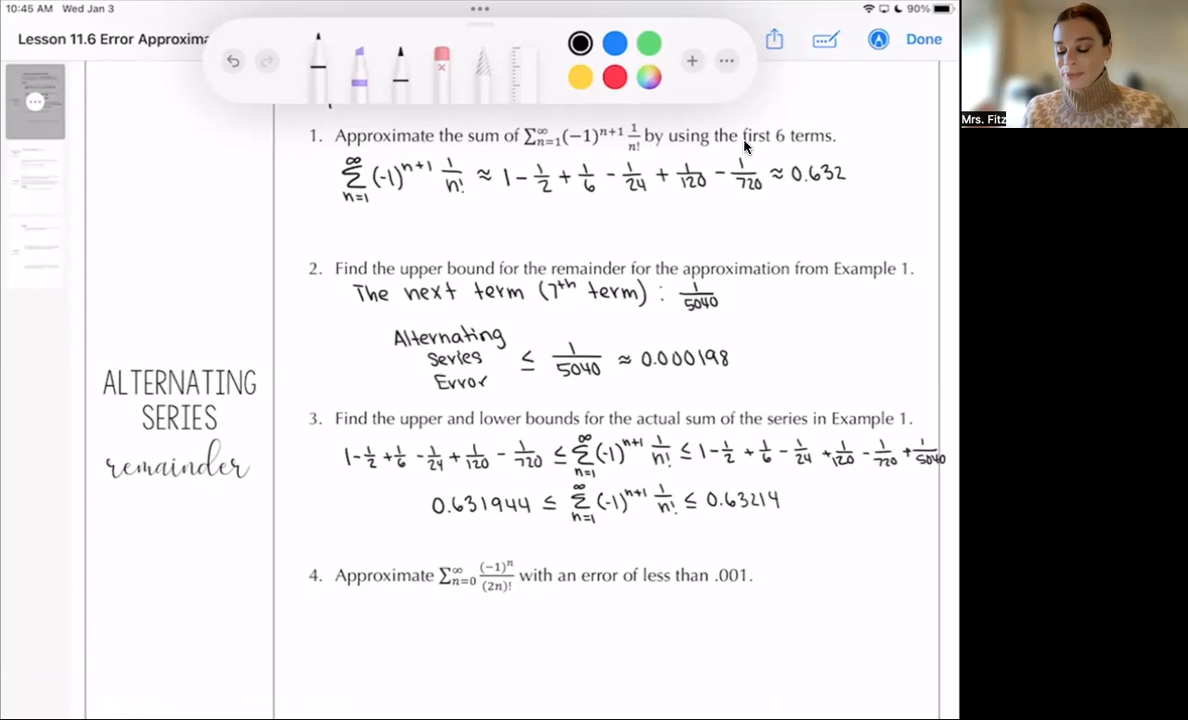 10:45 AM Wed Jan 3
90%
Lesson 11.6 Error Approxima
Done
Mrs. Fitz
1. Approximate the sum of ∑_{n=1}^{∞}(−1)^{n+1} 1/n! by using the first 6 terms.
∑_{n=1}^{∞} (-1)^{n+1} 1/n! ≈ 1 - 1/2 + 1/6 - 1/24 + 1/120 - 1/720 ≈ 0.632
2. Find the upper bound for the remainder for the approximation from Example 1.
The next term (7th term) : 1/5040
Alternating
Series
Error
≤ 1/5040 ≈ 0.000198
ALTERNATING
SERIES
remainder
3. Find the upper and lower bounds for the actual sum of the series in Example 1.
1 - 1/2 + 1/6 - 1/24 + 1/120 - 1/720 ≤ ∑_{n=1}^{∞} (-1)^{n+1} 1/n! ≤ 1 - 1/2 + 1/6 - 1/24 + 1/120 - 1/720 + 1/5040
0.631944 ≤ ∑_{n=1}^{∞} (-1)^{n+1} 1/n! ≤ 0.63214
4. Approximate ∑_{n=0}^{∞} (−1)^n/(2n)! with an error of less than .001.